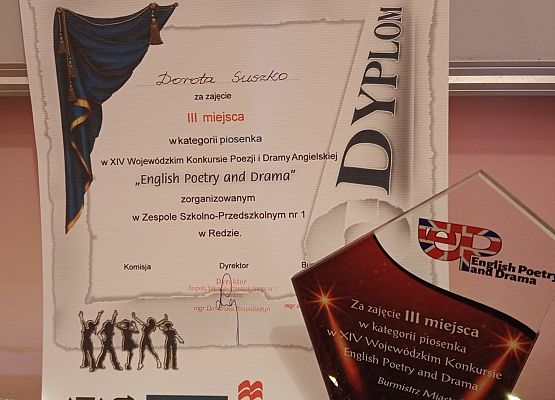 DYPLOM
Dorota Suszko
za zajęcie
III miejsca
w kategorii piosenka
w XIV Wojewódzkim Konkursie Poezji i Dramy Angielskiej
„English Poetry and Drama"
zorganizowanym
w Zespole Szkolno-Przedszkolnym nr 1
w Redzie.
Komisja Dyrektor
Dyrektor
English Poetry
and Drama
Za zajęcie III miejsca
w kategorii piosenka
w XIV Wojewódzkim Konkursie
English Poetry and Drama
Burmistrz Miasta